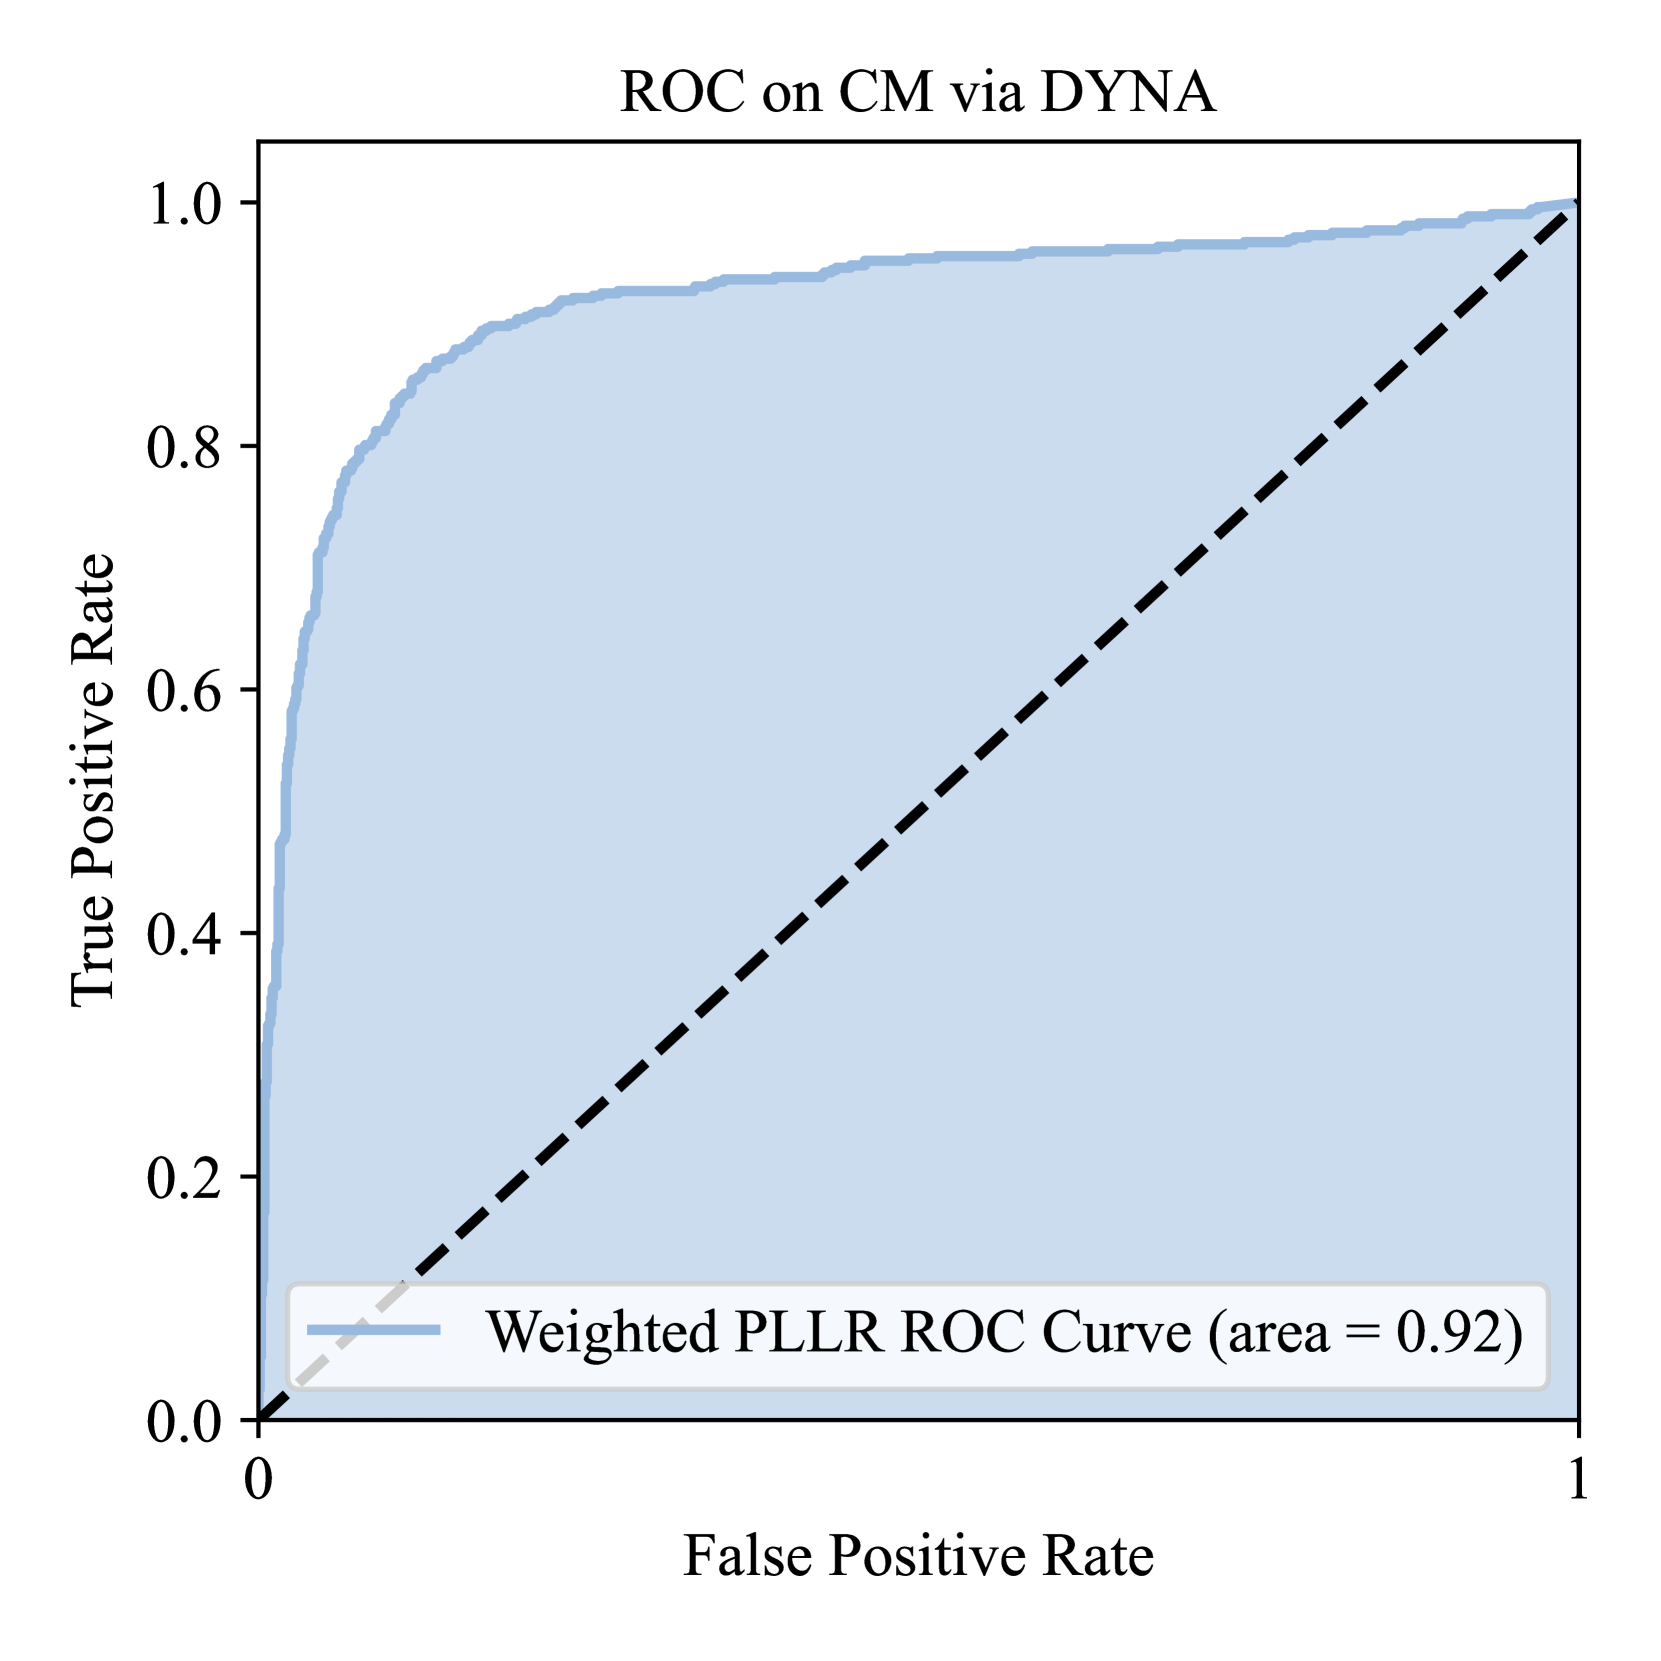 ROC on CM via DYNA
1.0
0.8
0.6
0.4
0.2
0.0
True Positive Rate
Weighted PLLR ROC Curve (area = 0.92)
0
1
False Positive Rate